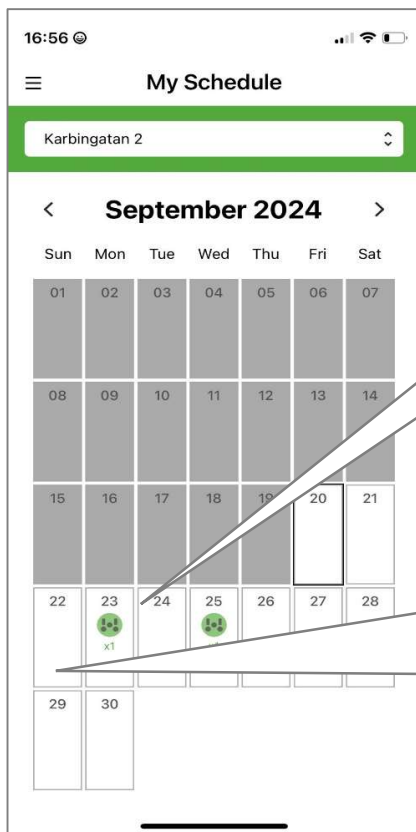 16:56
My Schedule
Karbingatan 2
September 2024
Sun Mon Tue Wed Thu Fri Sat
01 02 03 04 05 06 07
08 09 10 11 12 13 14
15 16 17 18 19 20 21
22 23 24 25 26 27 28
x1
29 30